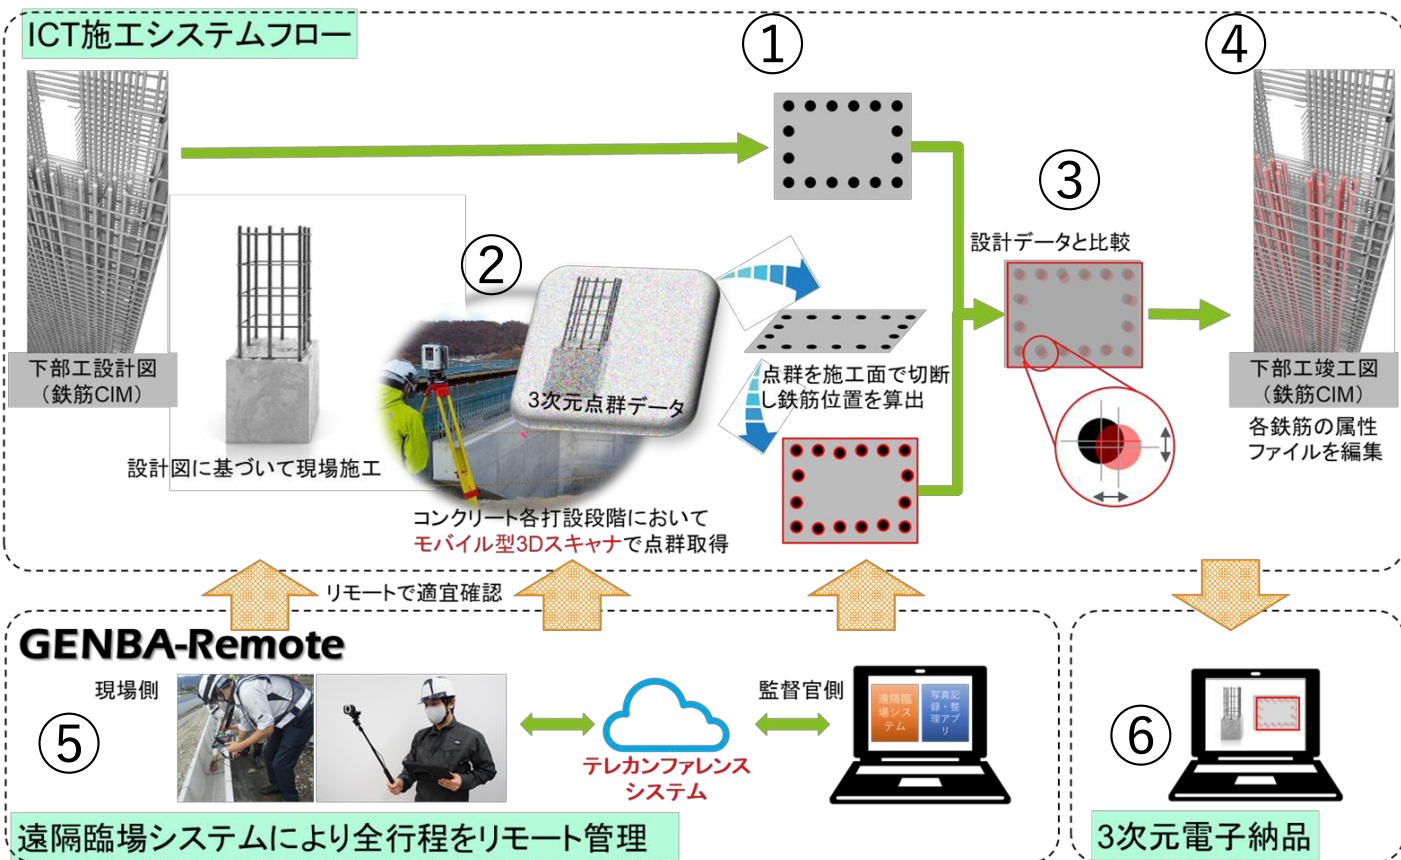 ICT施工システムフロー
①
④
③
設計データと比較
②
下部工設計図
（鉄筋CIM）
3次元点群データ
点群を施工面で切断
し鉄筋位置を算出
下部工竣工図
（鉄筋CIM）
各鉄筋の属性
ファイルを編集
設計図に基づいて現場施工
コンクリート各打設段階において
モバイル型3Dスキャナで点群取得
リモートで適宜確認
GENBA-Remote
現場側
⑤
監督官側
遠隔臨
場シス
テム
写真記
録・整
理アプ
リ
テレカンファレンス
システム
⑥
遠隔臨場システムにより全行程をリモート管理
3次元電子納品